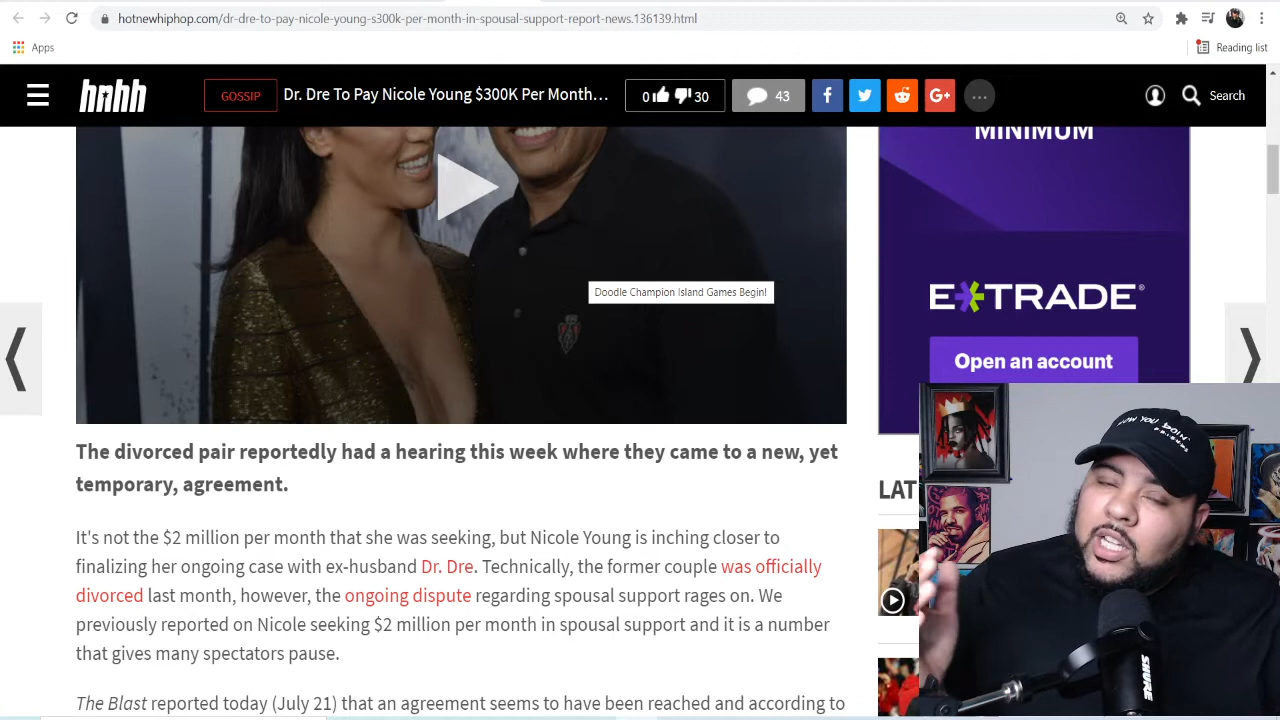 hotnewhiphop.com/dr-dre-to-pay-nicole-young-s300k-per-month-in-spousal-support-report-news.136139.html
Apps
Reading list
hnhh
GOSSIP
Dr. Dre To Pay Nicole Young $300K Per Month...
0
30
43
f
G+
...
Search
MINIMUM
Doodle Champion Island Games Begin!
E*TRADE®
Open an account
The divorced pair reportedly had a hearing this week where they came to a new, yet
temporary, agreement.
LAT
It's not the $2 million per month that she was seeking, but Nicole Young is inching closer to
finalizing her ongoing case with ex-husband Dr. Dre. Technically, the former couple was officially
divorced last month, however, the ongoing dispute regarding spousal support rages on. We
previously reported on Nicole seeking $2 million per month in spousal support and it is a number
that gives many spectators pause.
The Blast reported today (July 21) that an agreement seems to have been reached and according to
HOW YOU DOIN'
FRIENDS
SHURE